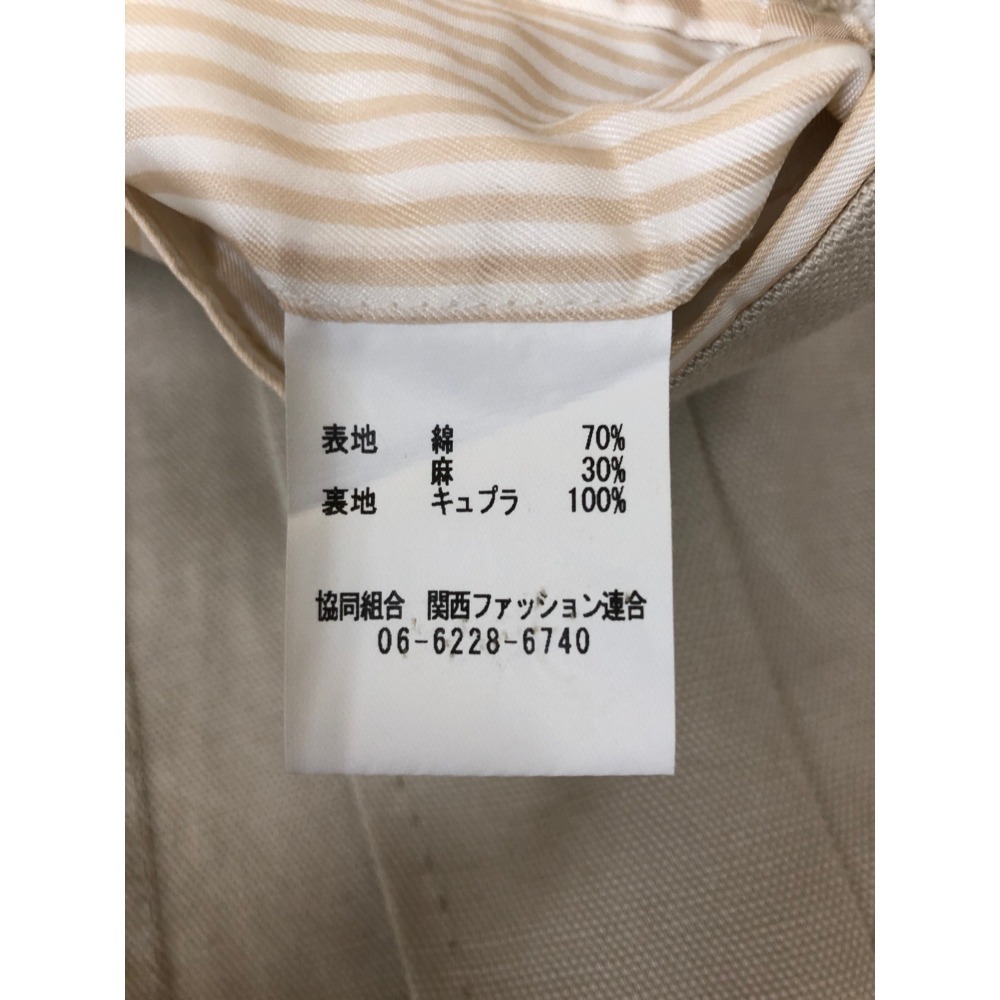 表地 綿 70%
麻 30%
裏地 キュプラ 100%
協同組合 関西ファッション連合
06-6228-6740